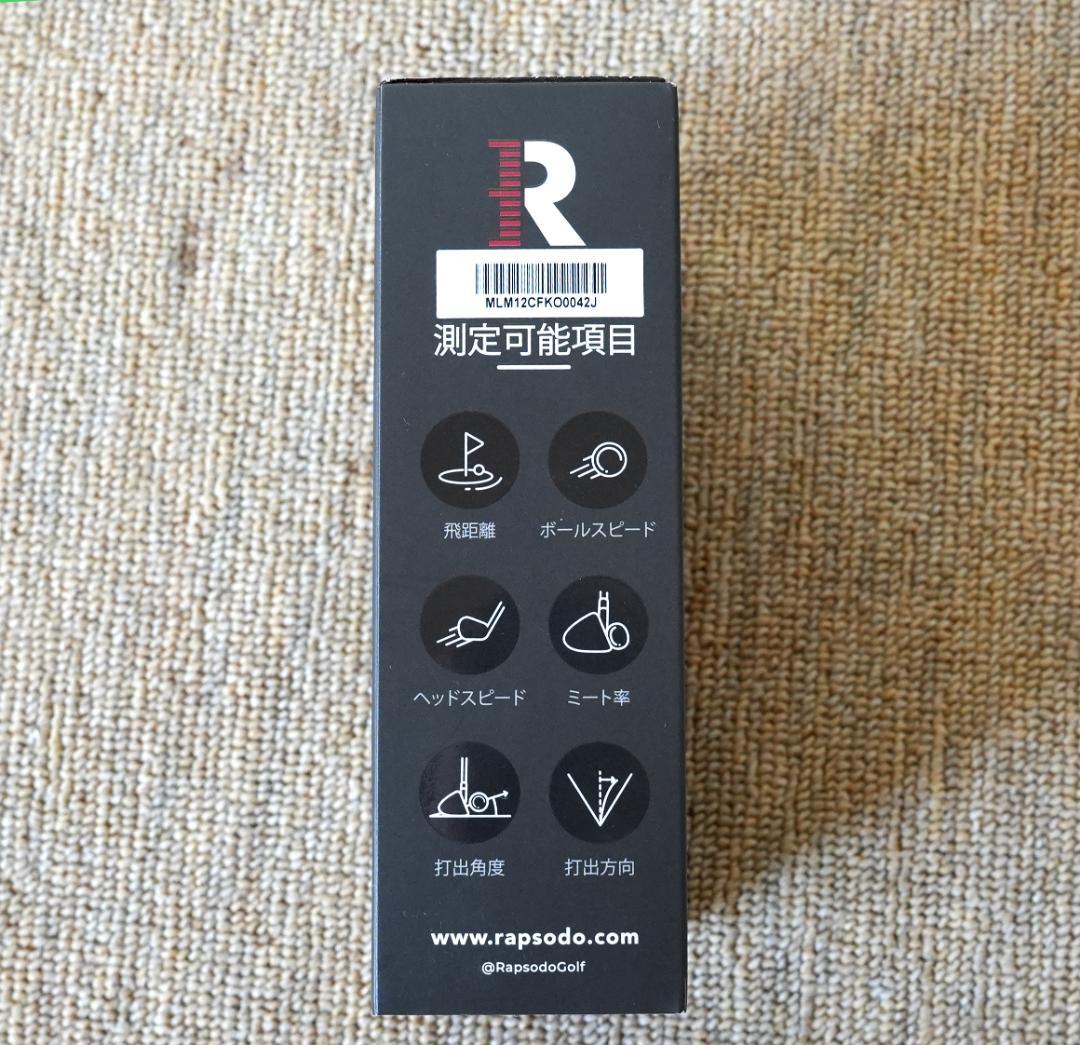 R
MLM12CFKO0042J
測定可能項目
飛距離 ボールスピード
ヘッドスピード ミート率
打出角度 打出方向
www.rapsodo.com
@RapsodoGolf